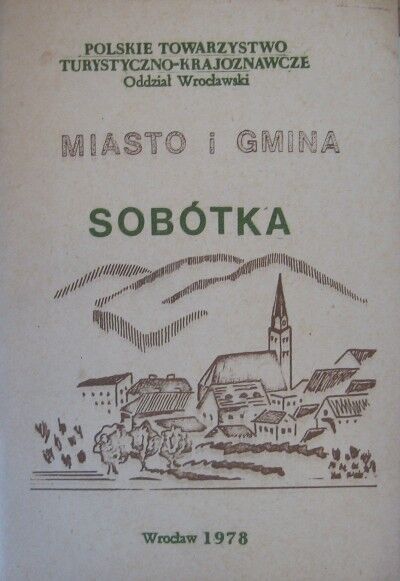 POLSKIE TOWARZYSTWO
TURYSTYCZNO-KRAJOZNAWCZE
Oddział Wrocławski
MIASTO i GMINA
SOBÓTKA
Wrocław 1978